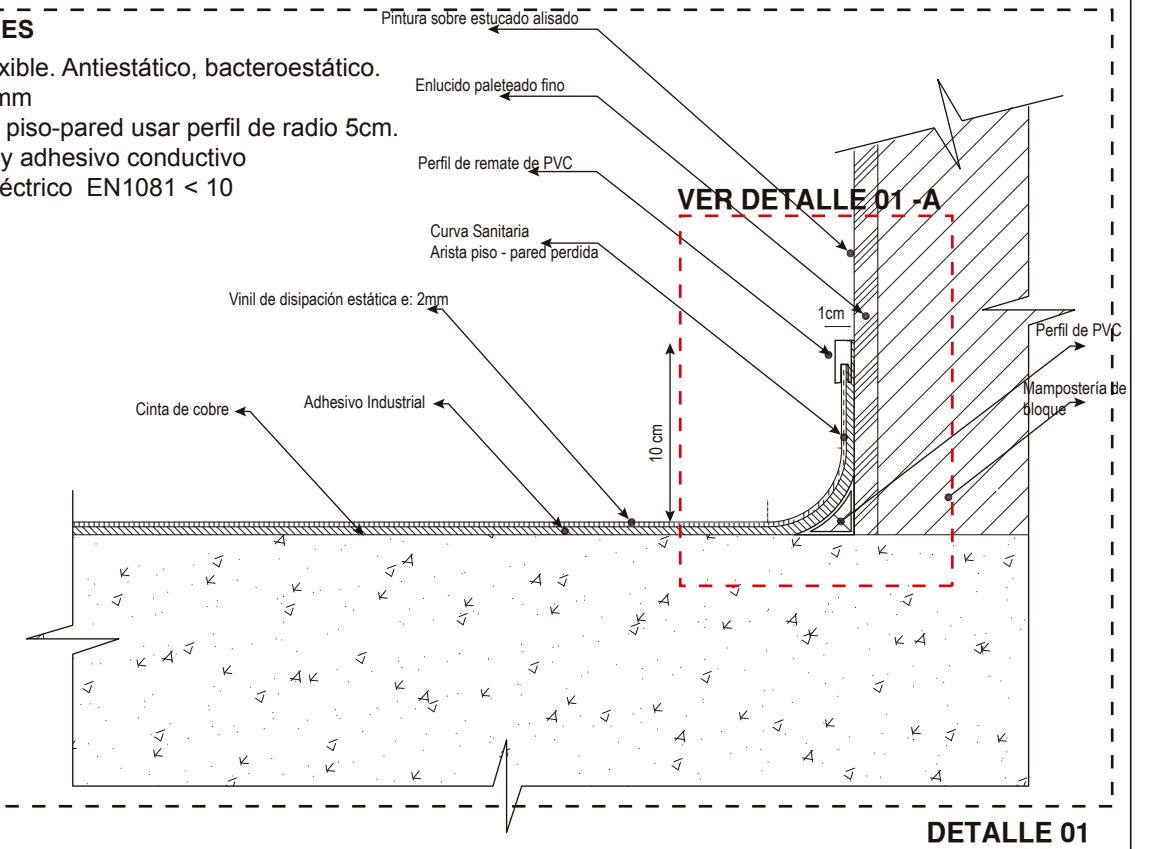 ES
xible. Antiestático, bacteroestático.
mm
piso-pared usar perfil de radio 5cm.
y adhesivo conductivo
éctrico EN1081 < 10
Pintura sobre estucado alisado
Enlucido paleteado fino
Perfil de remate de PVC
VER DETALLE 01 -A
Curva Sanitaria
Arista piso - pared perdida
Vinil de disipación estática e: 2mm
1cm
Perfil de PVC
Mampostería de
bloque
Cinta de cobre
Adhesivo Industrial
10 cm
DETALLE 01